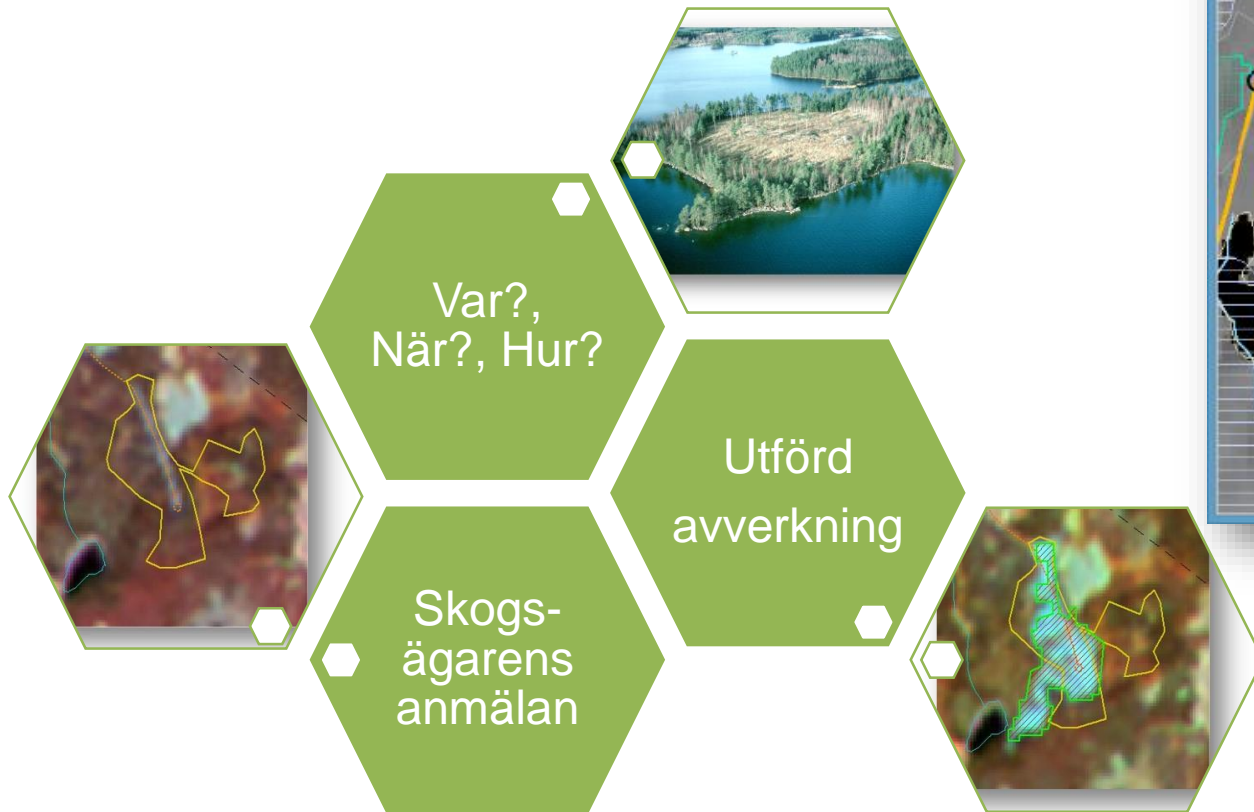 Var?,
När?, Hur?
Utförd
avverkning
Skogs-
ägarens
anmälan